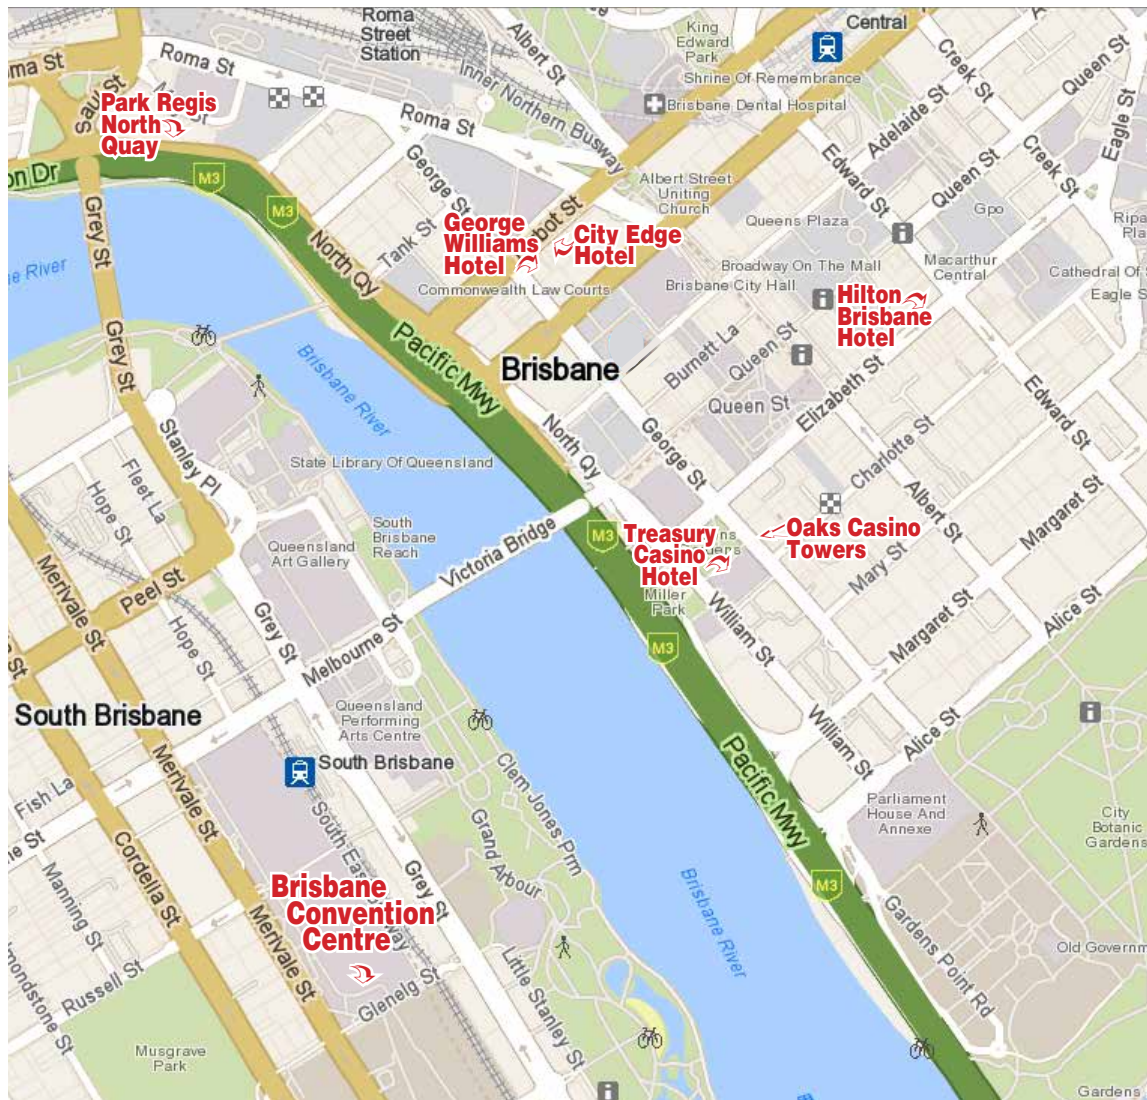 Roma
Street
Station
Albert St
King
Edward
Park
Central
Creek St
Queen St
Roma St
Inner Northern Busway
Shrine Of Remembrance
Brisbane Dental Hospital
Adelaide St
Eagle St
Park Regis
North
Quay
Roma St
Edward St
Queen St
Creek St
George St
Albert Street
Uniting
Church
Queens Plaza
Gpo
M3
M3
Grey St
Tank St
North Qy
George
Williams
Hotel
City Edge
Hotel
Commonwealth Law Courts
Broadway On The Mall
Brisbane City Hall
Macarthur
Central
Hilton
Brisbane
Hotel
Grey St
Brisbane River
Pacific Mwy
Brisbane
Burnett La
Queen St
Queen St
Elizabeth St
Edward St
Stanley Pl
State Library Of Queensland
North Qy
George St
Charlotte St
Albert St
Margaret St
Fleet La
Hope St
South
Brisbane
Reach
Queensland
Art Gallery
Victoria Bridge
M3
Treasury
Casino
Hotel
Oaks Casino
Towers
Miller
Park
Mary St
Merivale St
Peel St
Hope St
Grey St
Melbourne St
M3
William St
Margaret St
Alice St
South Brisbane
Queensland
Performing
Arts Centre
South Brisbane
William St
Alice St
Pacific Mwy
Clem Jones Prm
Grand Arbour
Fish La
Merivale St
Cordelia St
Manning St
Parliament
House And
Annexe
City
Botanic
Gardens
Brisbane
Convention
Centre
Grey St
Merivale St
Brisbane River
M3
Gardens Point Rd
Russell St
Glenelg St
Little Stanley St
Musgrave
Park
Gardens